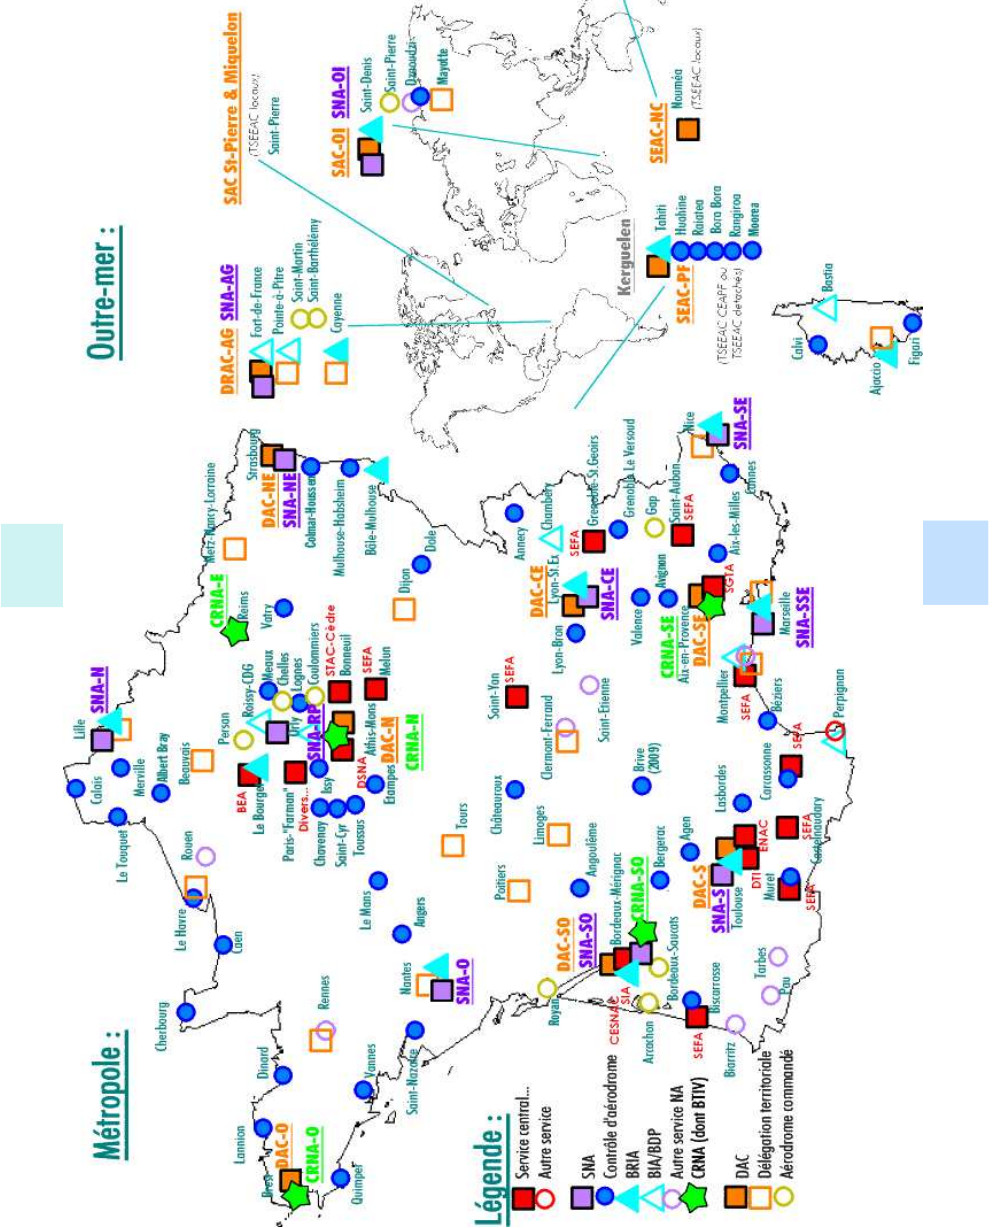 Métropole :
Outre-mer :
Cherbourg
Le Havre
Rouen
Caen
Le Touquet
Calais
Merville
Albert Bray
Lille
SNA-N
Beauvais
Persan
Roissy-CDG
Meaux
Chelles
Lognes
Coulommiers
STAC-Cèdre
Bonneuil
SEFA
Melun
BEA
Le Bourget
Orly
SNA-RP
Paris-"Farman"
Divers...
Issy
Chavenay
Saint-Cyr
Toussus
DSNA
Etampes
Athis-Mons
DAC-N
CRNA-N
CRNA-E
Reims
Vatry
Metz-Nancy-Lorraine
Strasbourg
DAC-NE
SNA-NE
Colmar-Houssen
Mulhouse-Habsheim
Bâle-Mulhouse
Dole
Dijon
Lannion
Dinard
Brest
DAC-O
CRNA-O
Quimper
Vannes
Rennes
Saint-Nazaire
Nantes
SNA-O
Angers
Le Mans
Tours
Poitiers
Châteauroux
Limoges
Angoulême
Saint-Yan
SEFA
Clermont-Ferrand
Saint-Etienne
Brive
(2009)
Annecy
Chambéry
Lyon-St.Ex
DAC-CE
SNA-CE
Lyon-Bron
SEFA
Grenoble-St.Geoirs
Grenoble Le Versoud
Gap
Saint-Auban
SEFA
Valence
Avignon
CRNA-SE
Aix-en-Provence
DAC-SE
SGTA
Aix-les-Milles
Cannes
Nice
SNA-SE
Marseille
SNA-SSE
Montpellier
SEFA
Béziers
Perpignan
SEFA
Carcassonne
Lasbordes
Castelnaudary
SEFA
ENAC
DTI
Muret
SEFA
Toulouse
DAC-S
SNA-S
Agen
Bergerac
CRNA-SO
Bordeaux-Mérignac
DAC-SO
SNA-SO
Royan
CESNAC
SIA
Bordeaux-Saucats
Arcachon
Biscarrosse
SEFA
Biarritz
Pau
Tarbes
Calvi
Bastia
Ajaccio
Figari
DRAC-AG
SNA-AG
Fort-de-France
Pointe-à-Pitre
Saint-Martin
Saint-Barthélémy
Cayenne
SAC St-Pierre & Miquelon
(TSEEAC locaux)
Saint-Pierre
SAC-OI
SNA-OI
Saint-Denis
Saint-Pierre
Dzaoudzi
Mayotte
Kerguelen
SEAC-NC
Nouméa
(TSEEAC locaux)
SEAC-PF
Tahiti
Huahine
Raiatea
Bora Bora
Rangiroa
Moorea
(TSEEAC CEAPF ou
TSEEAC détachés)
Légende :
Service central...
Autre service
SNA
Contrôle d'aérodrome
BRIA
BIA/BDP
Autre service NA
CRNA (dont BTIV)
DAC
Délégation territoriale
Aérodrome commandé